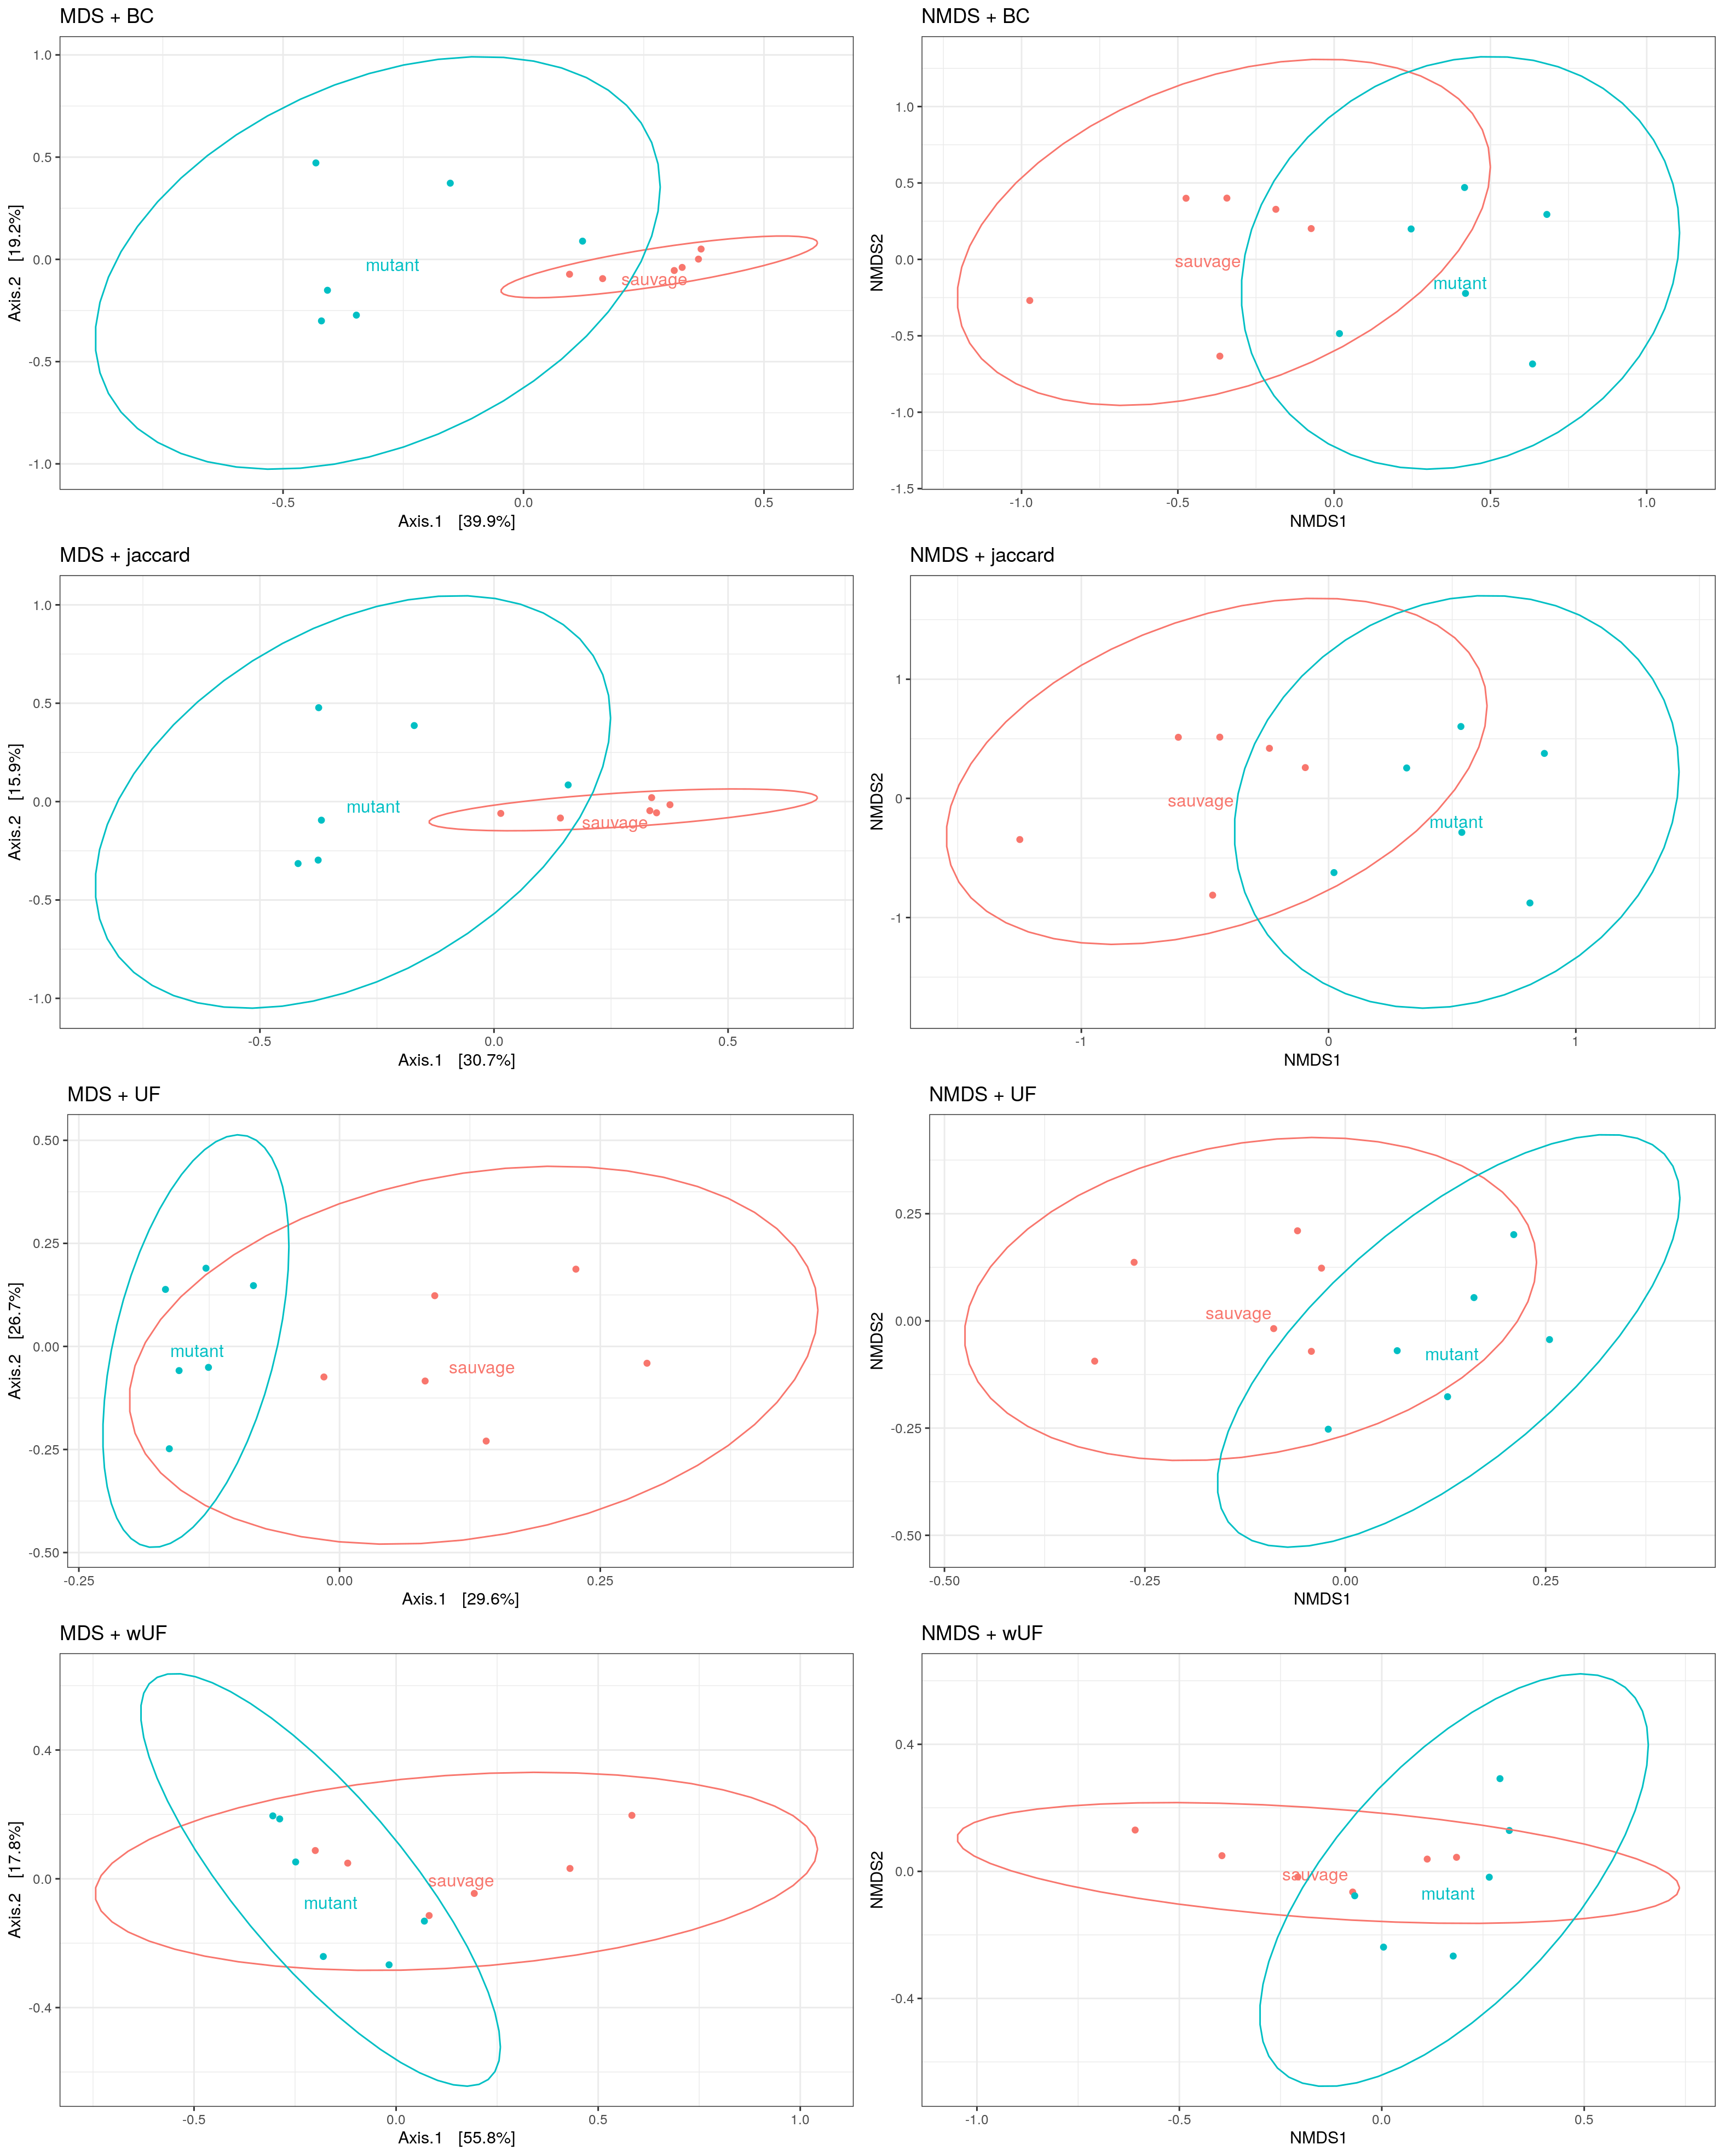 MDS + BC
1.0
0.5
0.0
-0.5
-1.0
Axis.2 [19.2%]
mutant
sauvage
-0.5
0.0
0.5
Axis.1 [39.9%]
NMDS + BC
1.0
0.5
0.0
-0.5
-1.0
-1.5
NMDS2
sauvage
mutant
-1.0
-0.5
0.0
0.5
1.0
NMDS1
MDS + jaccard
1.0
0.5
0.0
-0.5
-1.0
Axis.2 [15.9%]
mutant
sauvage
-0.5
0.0
0.5
Axis.1 [30.7%]
NMDS + jaccard
1
0
-1
NMDS2
sauvage
mutant
-1
0
1
NMDS1
MDS + UF
0.50
0.25
0.00
-0.25
-0.50
Axis.2 [26.7%]
mutant
sauvage
-0.25
0.00
0.25
Axis.1 [29.6%]
NMDS + UF
0.25
0.00
-0.25
-0.50
NMDS2
sauvage
mutant
-0.50
-0.25
0.00
0.25
NMDS1
MDS + wUF
0.4
0.0
-0.4
Axis.2 [17.8%]
sauvage
mutant
-0.5
0.0
0.5
1.0
Axis.1 [55.8%]
NMDS + wUF
0.4
0.0
-0.4
NMDS2
sauvage
mutant
-1.0
-0.5
0.0
0.5
NMDS1